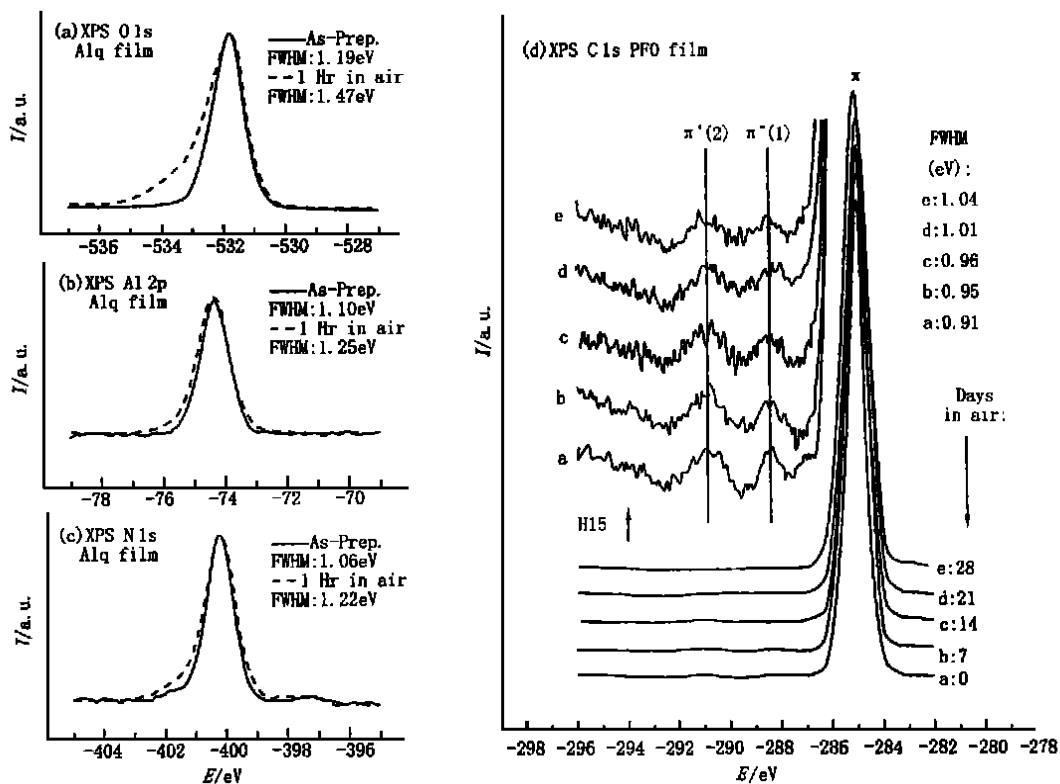 (a)XPS O1s
Alq film
As-Prep.
FWHM:1.19eV
1 Hr in air
FWHM:1.47eV
I/a.u.
-536 -534 -532 -530 -528
(b)XPS Al 2p
Alq film
As-Prep.
FWHM:1.10eV
1 Hr in air
FWHM:1.25eV
I/a.u.
-78 -76 -74 -72 -70
(c)XPS N1s
Alq film
As-Prep.
FWHM:1.06eV
1 Hr in air
FWHM:1.22eV
I/a.u.
-404 -402 -400 -398 -396
E/eV
(d)XPS C1s PFO film
x
π*(2) π*(1)
FWHM
(eV):
e:1.04
d:1.01
c:0.96
b:0.95
a:0.91
e
d
c
b
a
H15
Days
in air:
e:28
d:21
c:14
b:7
a:0
I/a.u.
-298 -296 -294 -292 -290 -288 -286 -284 -282 -280 -278
E/eV